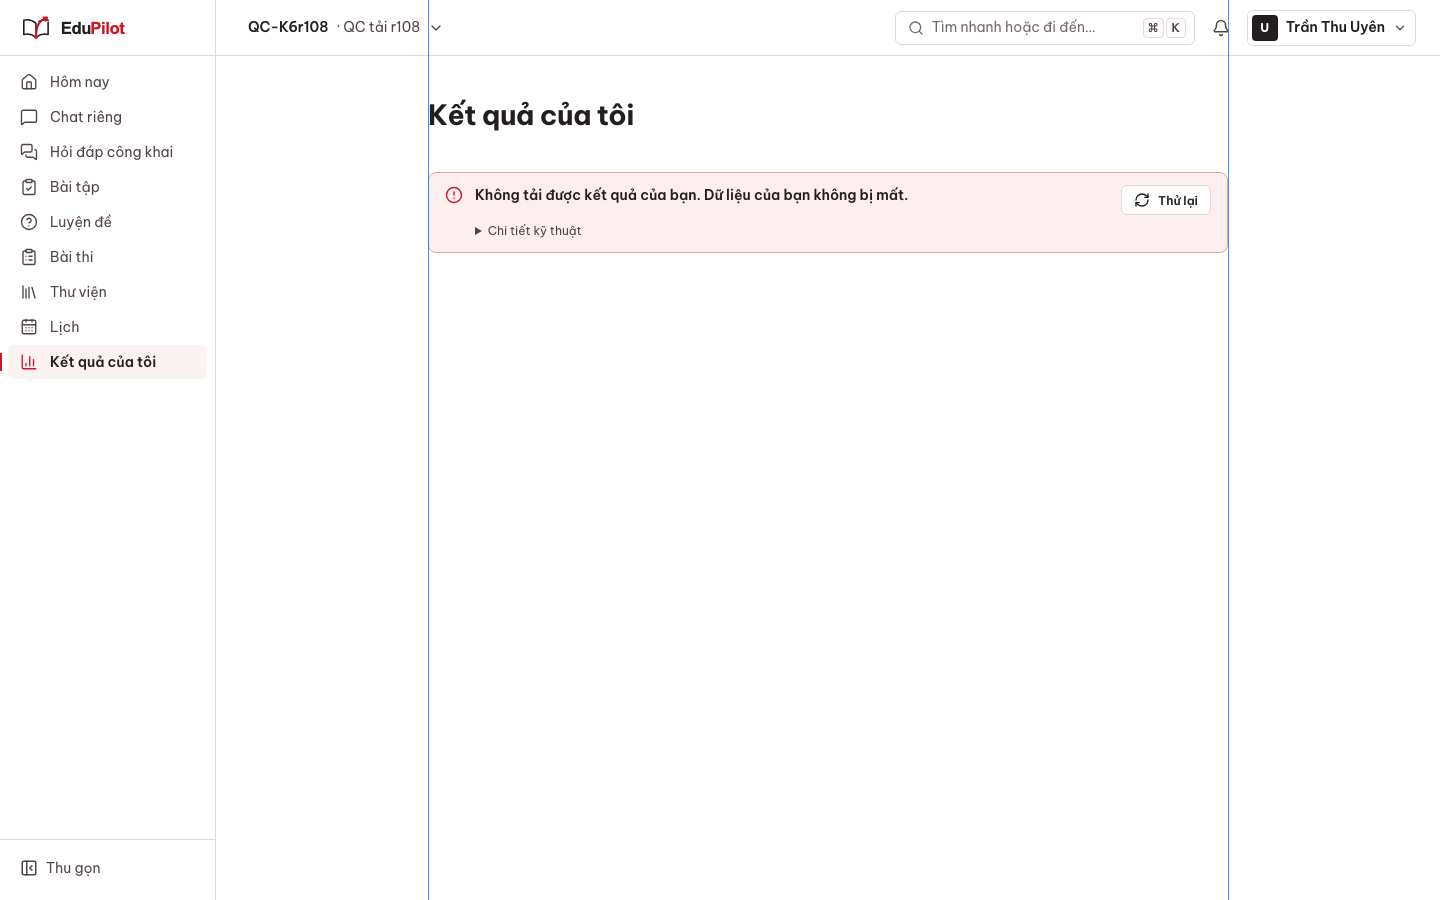 EduPilot
QC-K6r108 · QC tải r108
Tìm nhanh hoặc đi đến... ⌘ K
U Trần Thu Uyên
Hôm nay
Chat riêng
Hỏi đáp công khai
Bài tập
Luyện đề
Bài thi
Thư viện
Lịch
Kết quả của tôi
Thu gọn
Kết quả của tôi
Không tải được kết quả của bạn. Dữ liệu của bạn không bị mất.
Thử lại
Chi tiết kỹ thuật